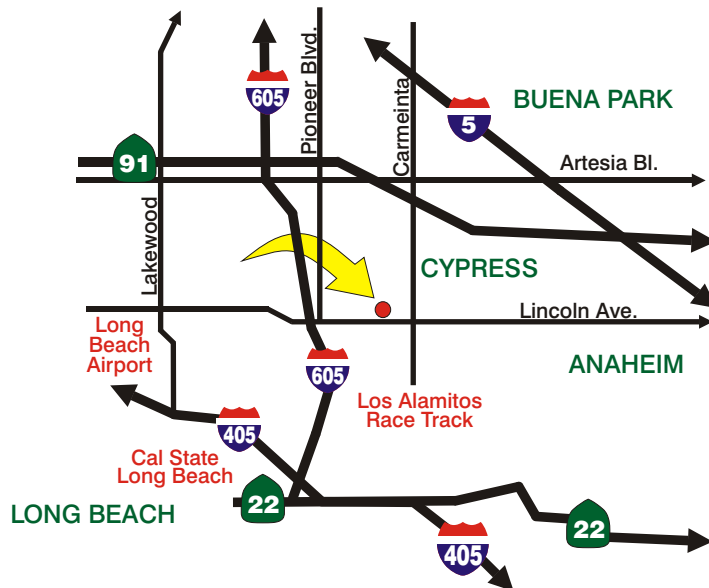 605
Pioneer Blvd.
Carmeinta
5
BUENA PARK
91
Artesia Bl.
Lakewood
CYPRESS
Lincoln Ave.
Long
Beach
Airport
605
ANAHEIM
Los Alamitos
Race Track
405
Cal State
Long Beach
22
LONG BEACH
22
405